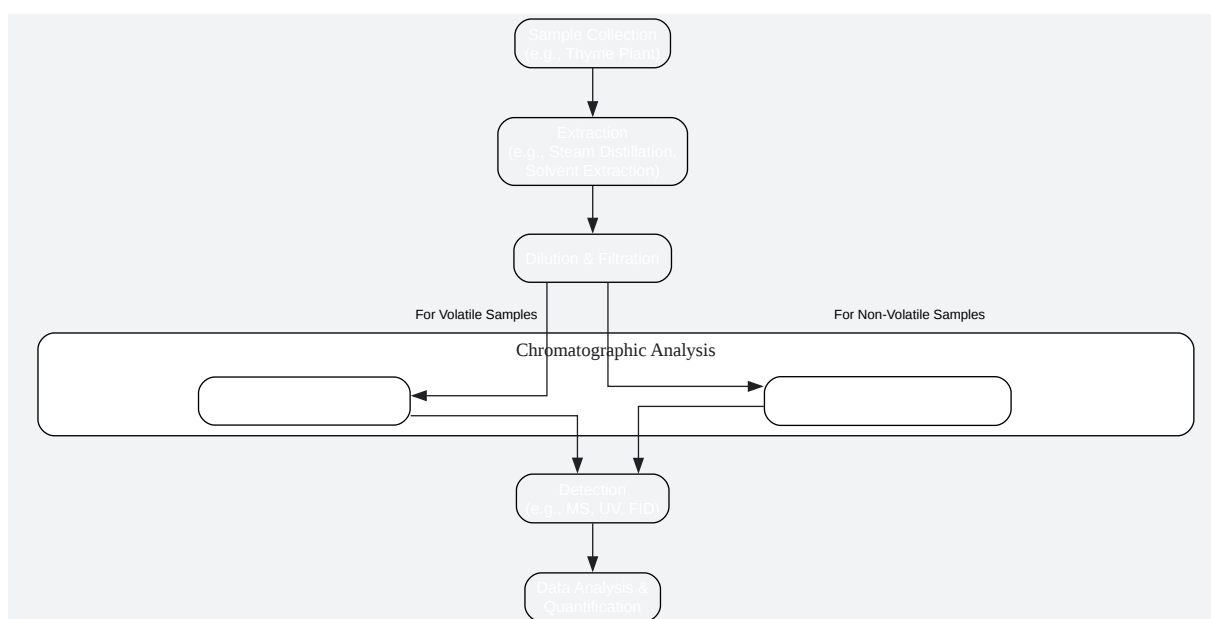 Sample Collection
(e.g., Thyme Plant)
Extraction
(e.g., Steam Distillation,
Solvent Extraction)
Dilution & Filtration
For Volatile Samples
For Non-Volatile Samples
Chromatographic Analysis
Detection
(e.g., MS, UV, FID)
Data Analysis &
Quantification